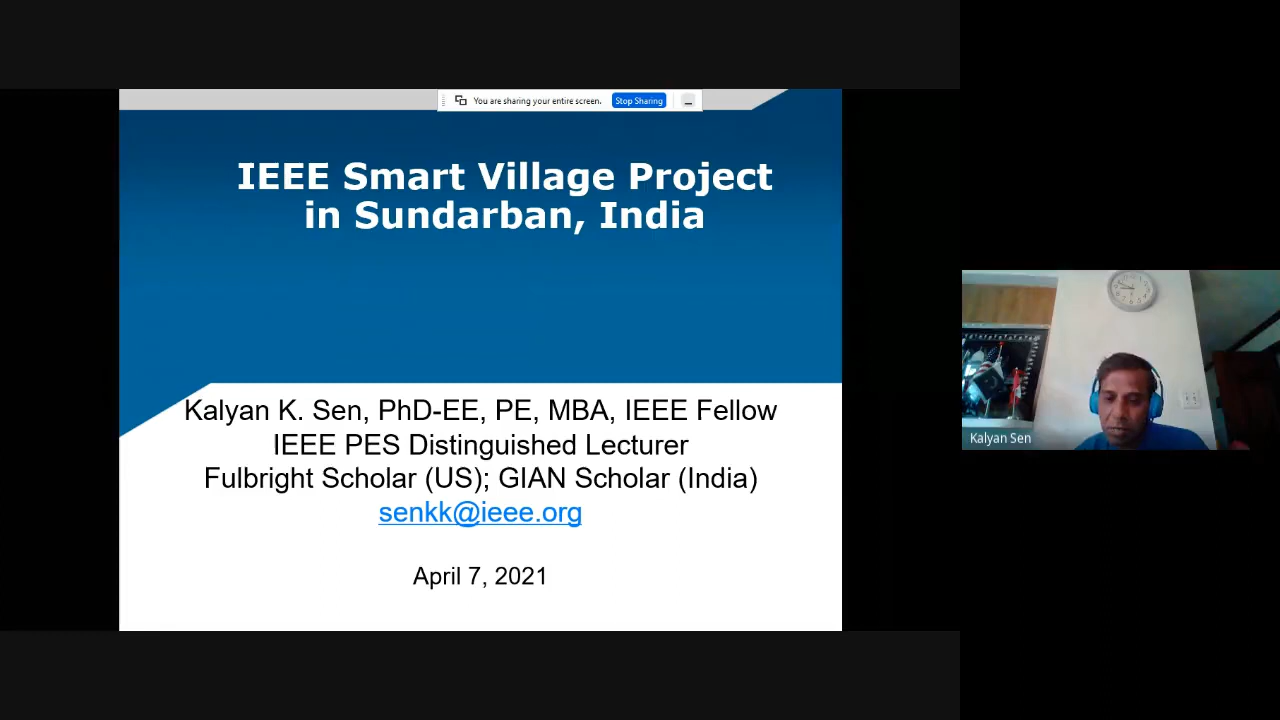 You are sharing your entire screen.
Stop Sharing
IEEE Smart Village Project
in Sundarban, India
Kalyan K. Sen, PhD-EE, PE, MBA, IEEE Fellow
IEEE PES Distinguished Lecturer
Fulbright Scholar (US); GIAN Scholar (India)
senkk@ieee.org
April 7, 2021
Kalyan Sen